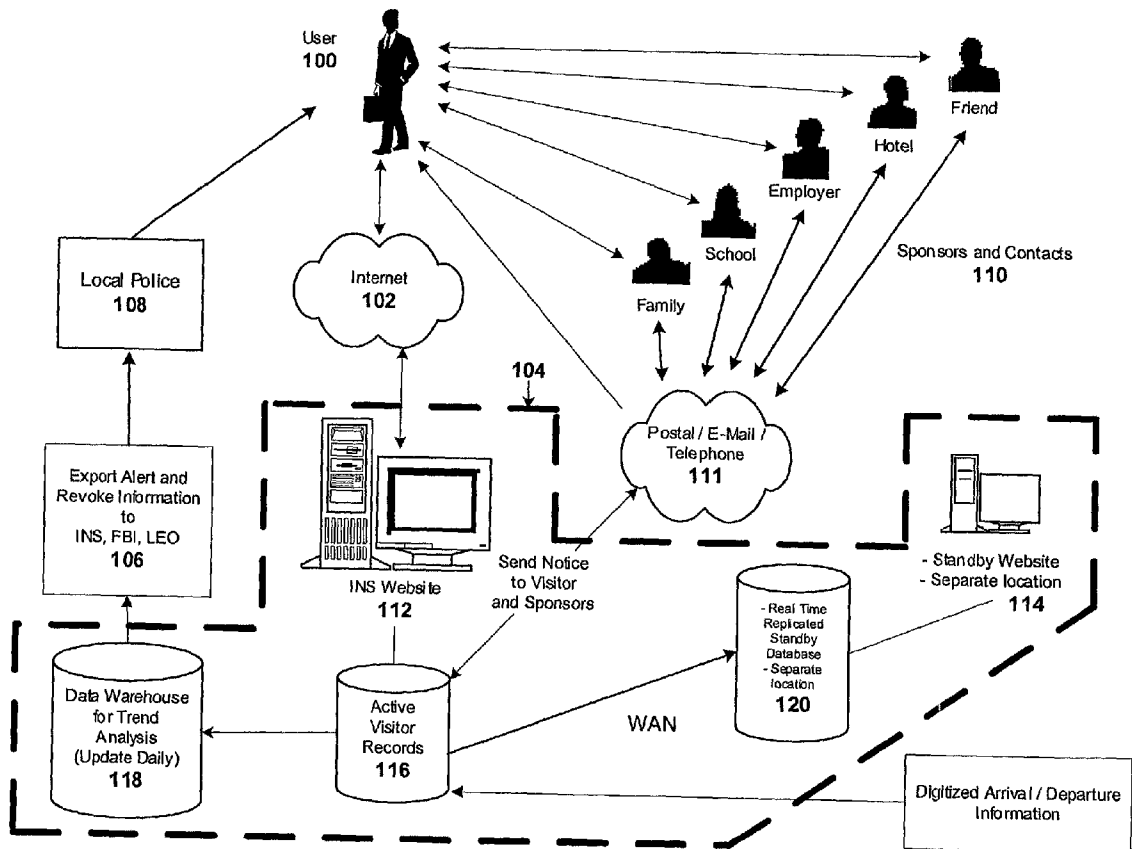 User
100
Friend
Hotel
Employer
School
Family
Sponsors and Contacts
110
Local Police
108
Internet
102
104
Postal / E-Mail /
Telephone
111
Export Alert and
Revoke Information
to
INS, FBI, LEO
106
INS Website
112
Send Notice
to Visitor
and Sponsors
- Standby Website
- Separate location
114
- Real Time
Replicated
Standby
Database
- Separate
location
120
Data Warehouse
for Trend
Analysis
(Update Daily)
118
Active
Visitor
Records
116
WAN
Digitized Arrival / Departure
Information